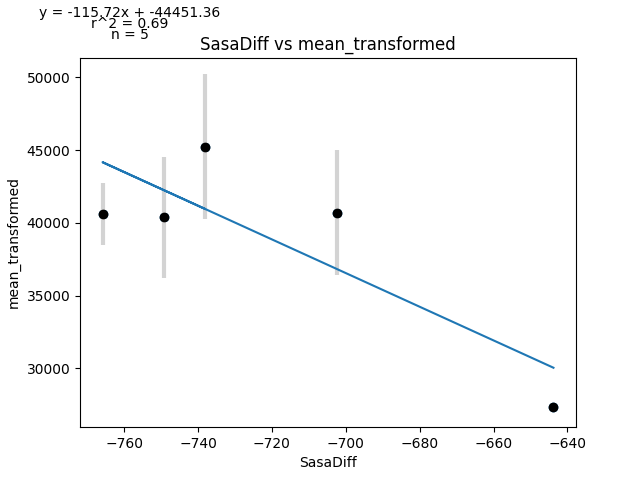 y = -115.72x + -44451.36
r^2 = 0.69
n = 5
SasaDiff vs mean_transformed
50000
45000
40000
35000
30000
mean_transformed
−760
−740
−720
−700
−680
−660
−640
SasaDiff